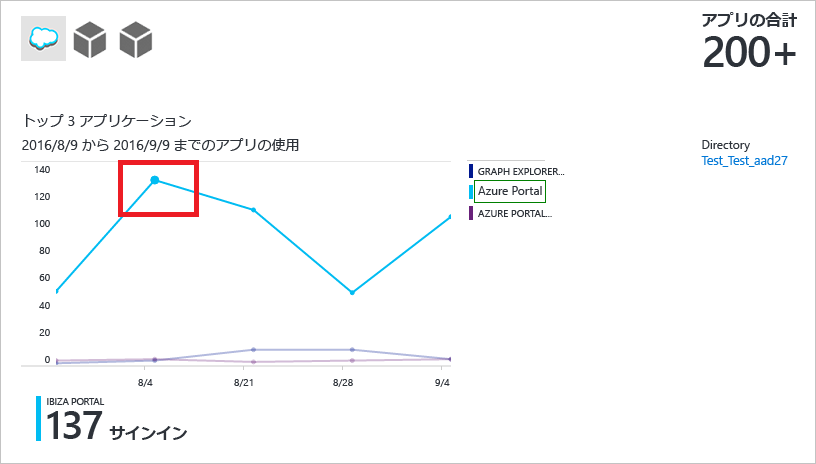 アプリの合計
200+
トップ 3 アプリケーション
2016/8/9 から 2016/9/9 までのアプリの使用
Directory
Test_Test_aad27
140
120
100
80
60
40
20
0
8/4
8/21
8/28
9/4
GRAPH EXPLORER...
Azure Portal
AZURE PORTAL...
IBIZA PORTAL
137 サインイン